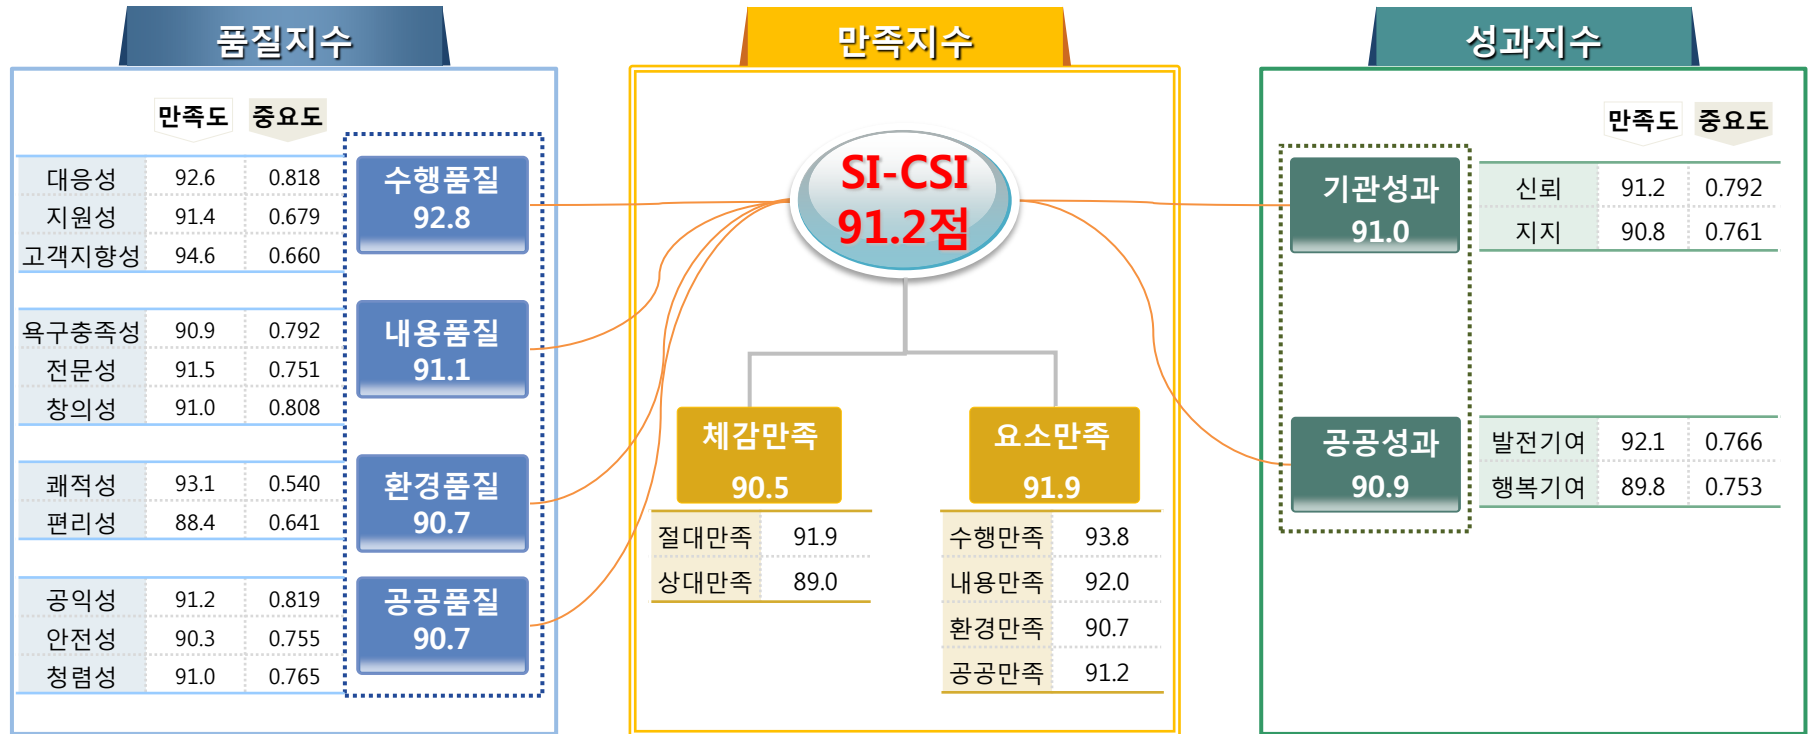 품질지수
만족도 중요도
대응성 92.6 0.818
지원성 91.4 0.679
고객지향성 94.6 0.660
수행품질
92.8
욕구충족성 90.9 0.792
전문성 91.5 0.751
창의성 91.0 0.808
내용품질
91.1
쾌적성 93.1 0.540
편리성 88.4 0.641
환경품질
90.7
공익성 91.2 0.819
안전성 90.3 0.755
청렴성 91.0 0.765
공공품질
90.7
만족지수
SI-CSI
91.2점
체감만족
90.5
절대만족 91.9
상대만족 89.0
요소만족
91.9
수행만족 93.8
내용만족 92.0
환경만족 90.7
공공만족 91.2
성과지수
만족도 중요도
기관성과
91.0
신뢰 91.2 0.792
지지 90.8 0.761
공공성과
90.9
발전기여 92.1 0.766
행복기여 89.8 0.753